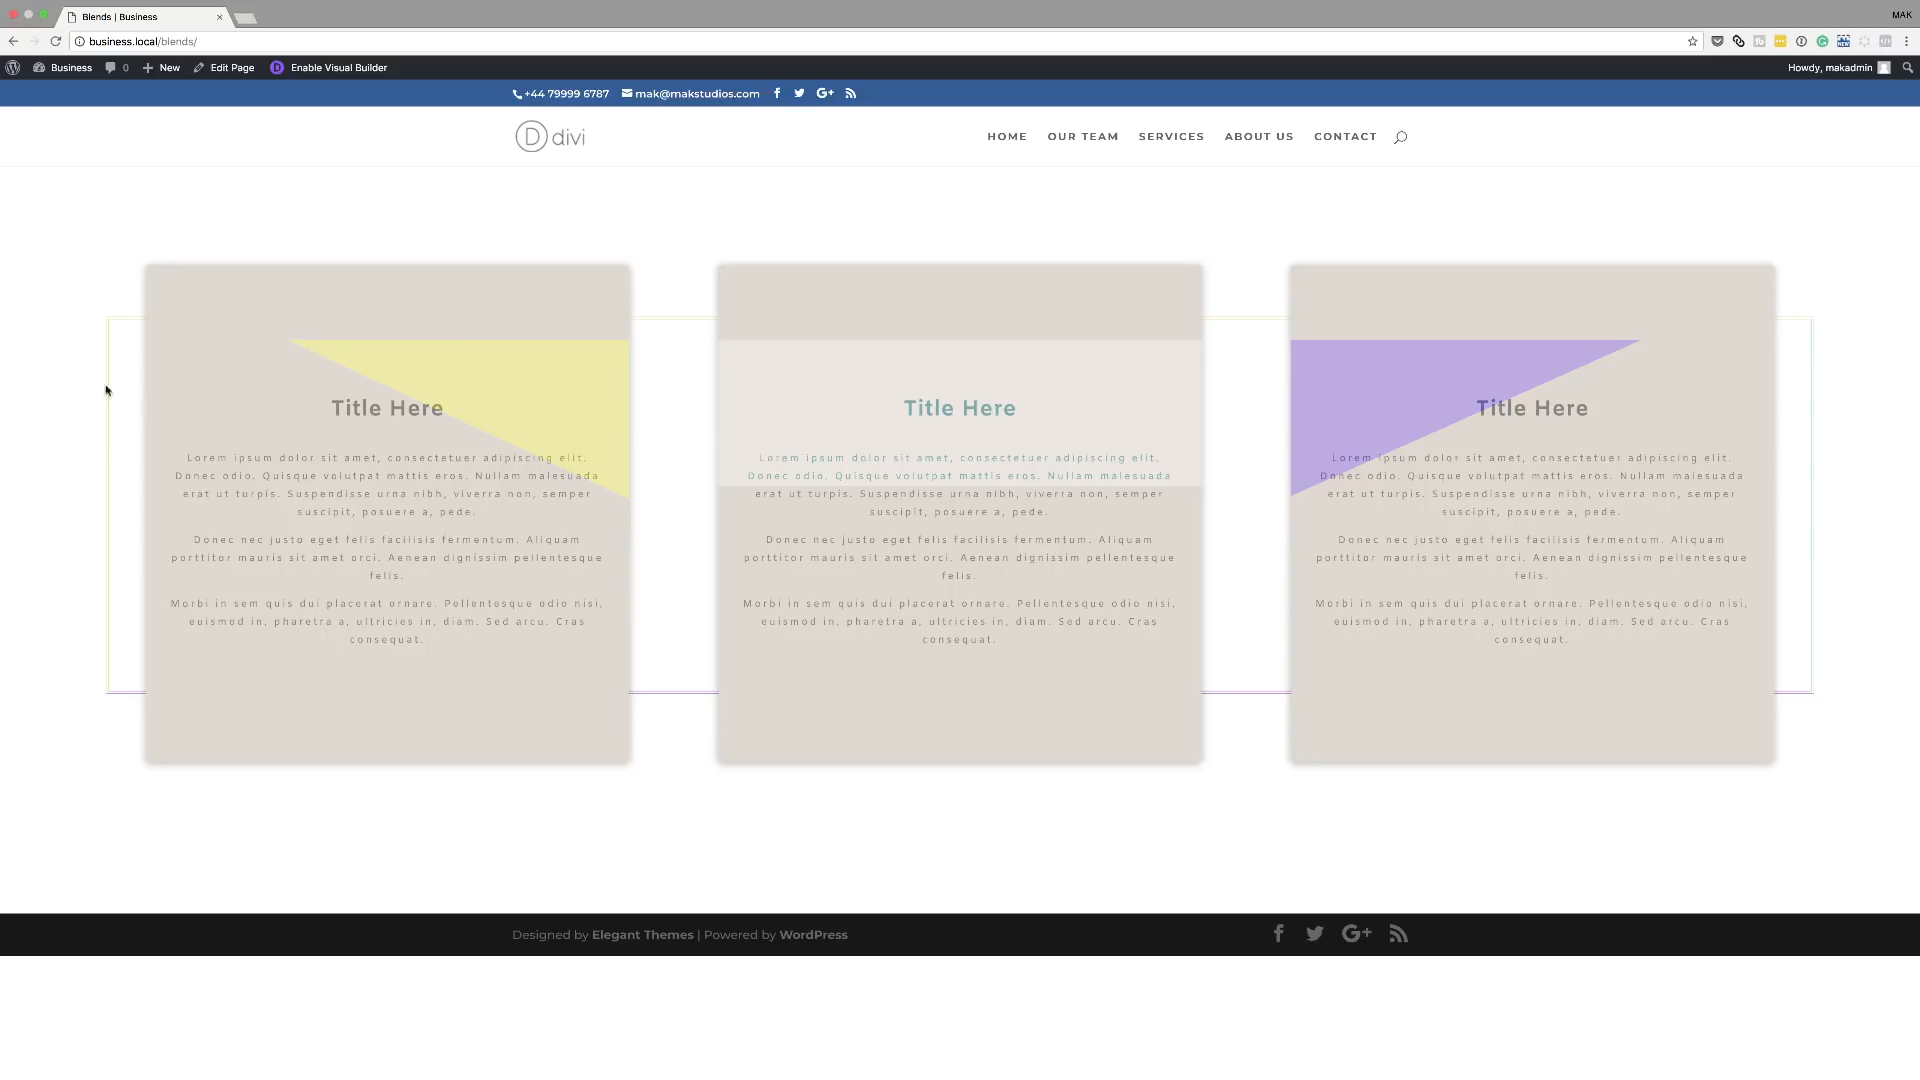 Blends | Business
MAK
business.local/blends/
Business 0 New Edit Page Enable Visual Builder
Howdy, makadmin
+44 79999 6787 mak@makstudios.com
divi
HOME OUR TEAM SERVICES ABOUT US CONTACT
Title Here
Lorem ipsum dolor sit amet, consectetuer adipiscing elit.
Donec odio. Quisque volutpat mattis eros. Nullam malesuada
erat ut turpis. Suspendisse urna nibh, viverra non, semper
suscipit, posuere a, pede.
Donec nec justo eget felis facilisis fermentum. Aliquam
porttitor mauris sit amet orci. Aenean dignissim pellentesque
felis.
Morbi in sem quis dui placerat ornare. Pellentesque odio nisi,
euismod in, pharetra a, ultricies in, diam. Sed arcu. Cras
consequat.
Title Here
Lorem ipsum dolor sit amet, consectetuer adipiscing elit.
Donec odio. Quisque volutpat mattis eros. Nullam malesuada
erat ut turpis. Suspendisse urna nibh, viverra non, semper
suscipit, posuere a, pede.
Donec nec justo eget felis facilisis fermentum. Aliquam
porttitor mauris sit amet orci. Aenean dignissim pellentesque
felis.
Morbi in sem quis dui placerat ornare. Pellentesque odio nisi,
euismod in, pharetra a, ultricies in, diam. Sed arcu. Cras
consequat.
Title Here
Lorem ipsum dolor sit amet, consectetuer adipiscing elit.
Donec odio. Quisque volutpat mattis eros. Nullam malesuada
erat ut turpis. Suspendisse urna nibh, viverra non, semper
suscipit, posuere a, pede.
Donec nec justo eget felis facilisis fermentum. Aliquam
porttitor mauris sit amet orci. Aenean dignissim pellentesque
felis.
Morbi in sem quis dui placerat ornare. Pellentesque odio nisi,
euismod in, pharetra a, ultricies in, diam. Sed arcu. Cras
consequat.
Designed by Elegant Themes | Powered by WordPress